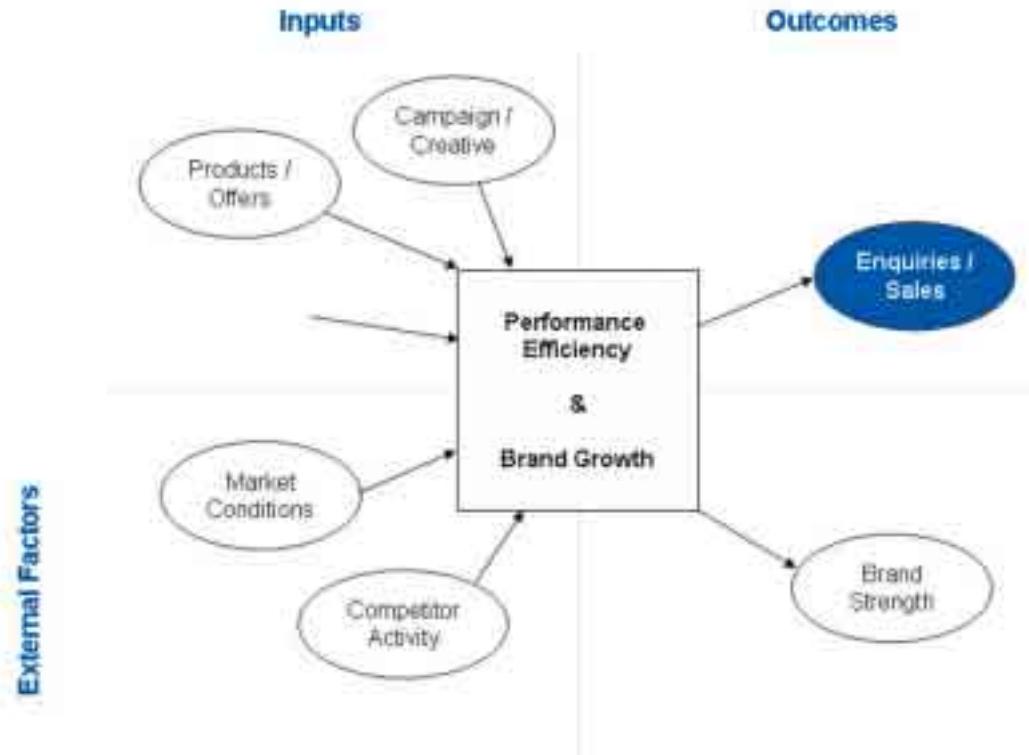 Inputs
Outcomes
Campaign /
Creative
Products /
Offers
Enquiries /
Sales
Performance
Efficiency
&
Brand Growth
Market
Conditions
Competitor
Activity
Brand
Strength
External Factors